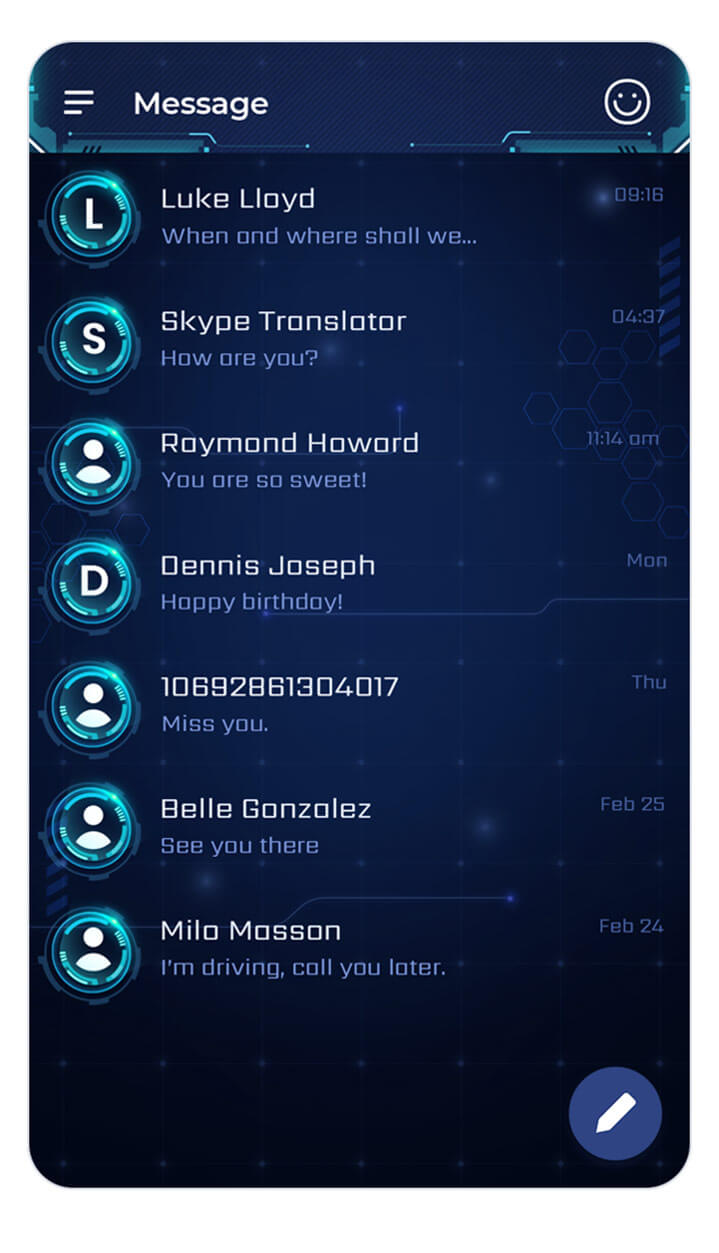 Message
L
Luke Lloyd
09:16
When and where shall we...
S
Skype Translator
04:37
How are you?
Raymond Howard
11:14 am
You are so sweet!
D
Dennis Joseph
Mon
Happy birthday!
10692861304017
Thu
Miss you.
Belle Gonzalez
Feb 25
See you there
Milo Masson
Feb 24
I'm driving, call you later.